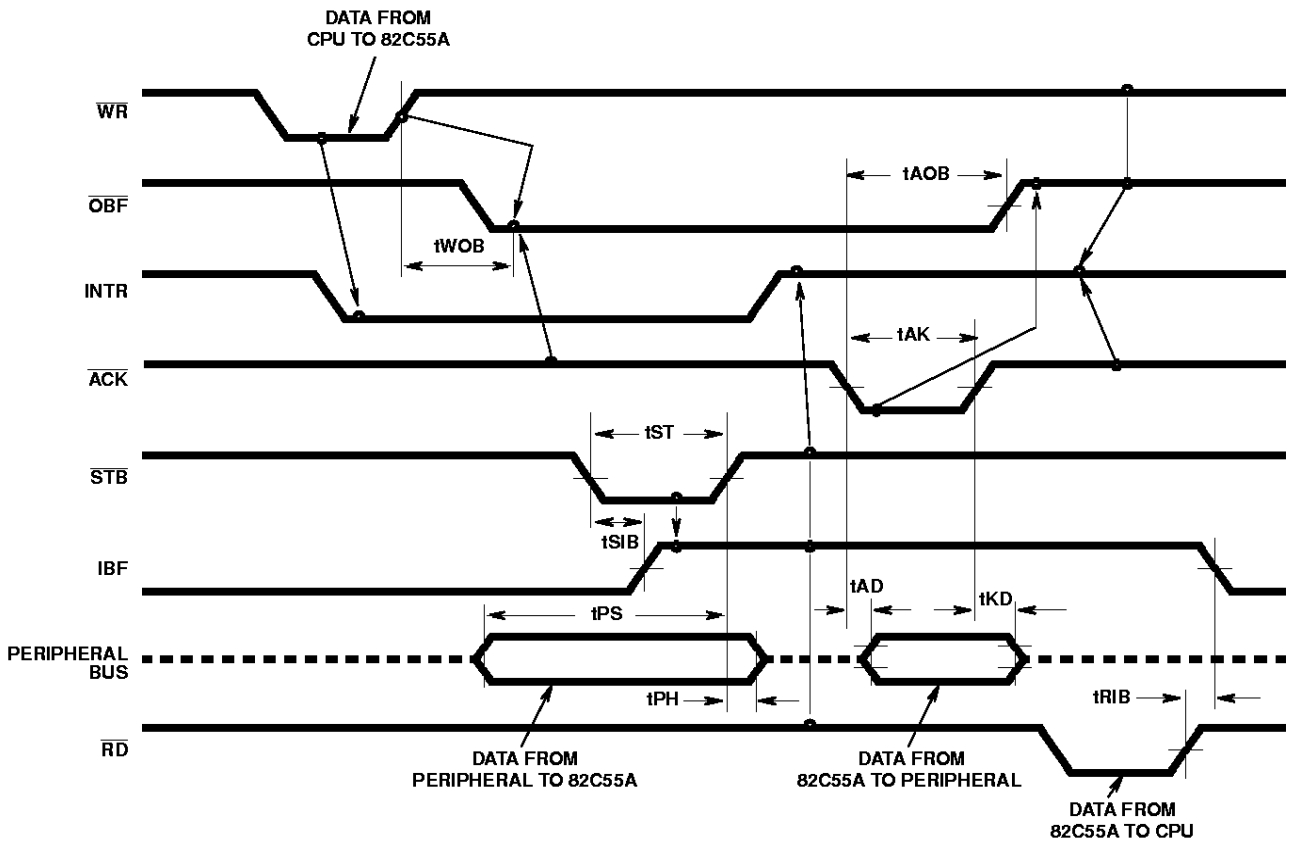 DATA FROM
CPU TO 82C55A
WR
tAOB
OBF
tWOB
INTR
tAK
ACK
tST
STB
tSIB
IBF
tAD
tKD
tPS
PERIPHERAL
BUS
tPH
tRIB
RD
DATA FROM
PERIPHERAL TO 82C55A
DATA FROM
82C55A TO PERIPHERAL
DATA FROM
82C55A TO CPU